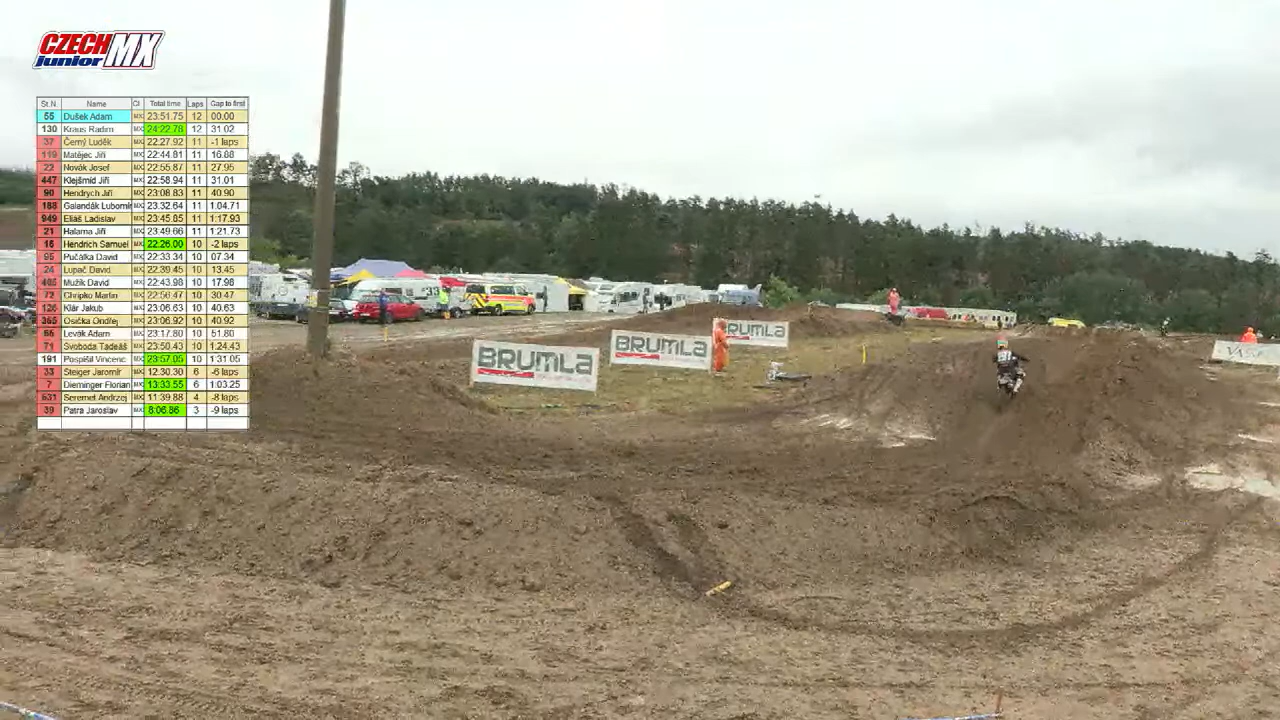 CZECH MX
junior
St.N. Name Cl Total time Laps Gap to first
55 Dušek Adam MX 23:51.75 12 00.00
130 Kraus Radim MX 24:22.78 12 31.02
37 Černý Luděk MX 22:27.92 11 -1 laps
119 Matějec Jiří MX 22:44.81 11 16.88
22 Novák Josef MX 22:55.87 11 27.95
447 Klejšmíd Jiří MX 22:58.94 11 31.01
90 Hendrych Jiří MX 23:08.83 11 40.90
188 Galandák Lubomír MX 23:32.64 11 1:04.71
949 Eliáš Ladislav MX 23:45.85 11 1:17.93
21 Halama Jiří MX 23:49.66 11 1:21.73
16 Hendrich Samuel MX 22:26.00 10 -2 laps
95 Pučálka David MX 22:33.34 10 07.34
24 Lupač David MX 22:39.45 10 13.45
Mužík David MX 22:43.98 10 17.98
72 Chripko Martin MX 22:56.47 10 30.47
126 Klár Jakub MX 23:06.63 10 40.63
365 Osička Ondřej MX 23:06.92 10 40.92
66 Levák Adam MX 23:17.80 10 51.80
71 Svoboda Tadeáš MX 23:50.43 10 1:24.43
191 Pospíšil Vincenc MX 23:57.05 10 1:31.05
33 Steiger Jaromír MX 12:30.30 6 -6 laps
7 Dieminger Florian MX 13:33.55 6 1:03.25
Seremet Andrzej MX 11:39.88 4 -8 laps
39 Patra Jaroslav MX 8:06.86 3 -9 laps
BRUMLA
BRUMLA
BRUMLA